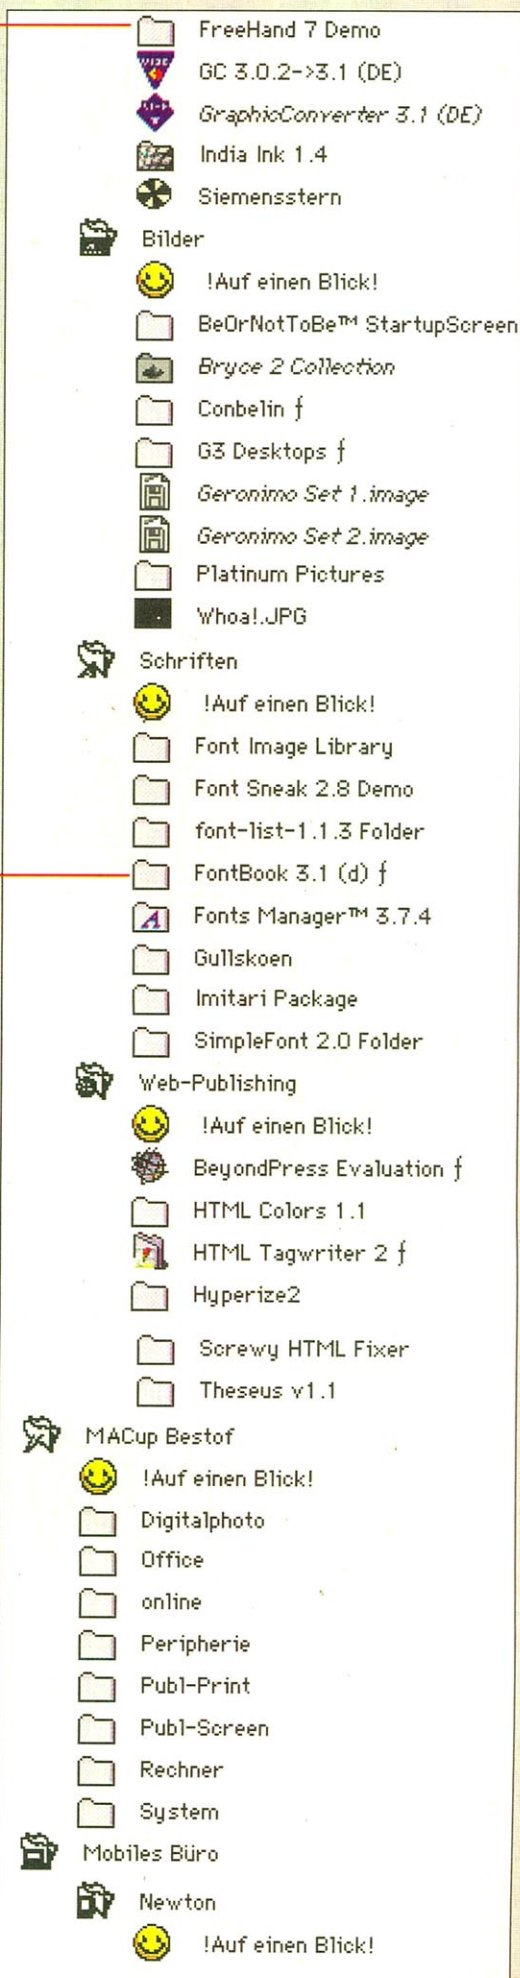 FreeHand 7 Demo
GC 3.0.2->3.1 (DE)
GraphicConverter 3.1 (DE)
India Ink 1.4
Siemensstern
Bilder
!Auf einen Blick!
BeOrNotToBe™ StartupScreen
Bryce 2 Collection
Conbelin ƒ
G3 Desktops ƒ
Geronimo Set 1.image
Geronimo Set 2.image
Platinum Pictures
Whoa!.JPG
Schriften
!Auf einen Blick!
Font Image Library
Font Sneak 2.8 Demo
font-list-1.1.3 Folder
FontBook 3.1 (d) ƒ
Fonts Manager™ 3.7.4
Gullskoen
Imitari Package
SimpleFont 2.0 Folder
Web-Publishing
!Auf einen Blick!
BeyondPress Evaluation ƒ
HTML Colors 1.1
HTML Tagwriter 2 ƒ
Hyperize2
Screwy HTML Fixer
Theseus v1.1
MACup Bestof
!Auf einen Blick!
Digitalphoto
Office
online
Peripherie
Publ-Print
Publ-Screen
Rechner
System
Mobiles Büro
Newton
!Auf einen Blick!